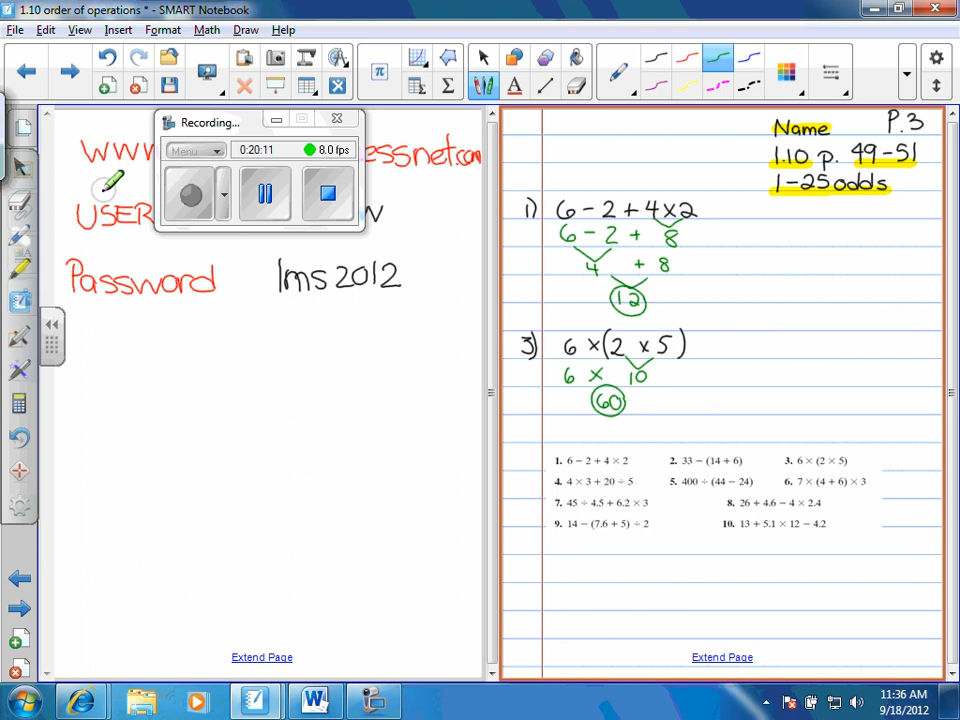 1.10 order of operations * - SMART Notebook
File Edit View Insert Format Math Draw Help
Recording...
Menu 0:20:11 8.0 fps
WWW essnet.com
USER
Password lms2012
Extend Page
Name P.3
1.10 p. 49-51
1-25 odds
1) 6 - 2 + 4 x 2
6 - 2 + 8
4 + 8
12
3) 6 x (2 x 5)
6 x 10
60
1. 6 − 2 + 4 × 2 2. 33 − (14 + 6) 3. 6 × (2 × 5)
4. 4 × 3 + 20 ÷ 5 5. 400 ÷ (44 − 24) 6. 7 × (4 + 6) × 3
7. 45 ÷ 4.5 + 6.2 × 3 8. 26 + 4.6 − 4 × 2.4
9. 14 − (7.6 + 5) ÷ 2 10. 13 + 5.1 × 12 − 4.2
Extend Page
11:36 AM
9/18/2012